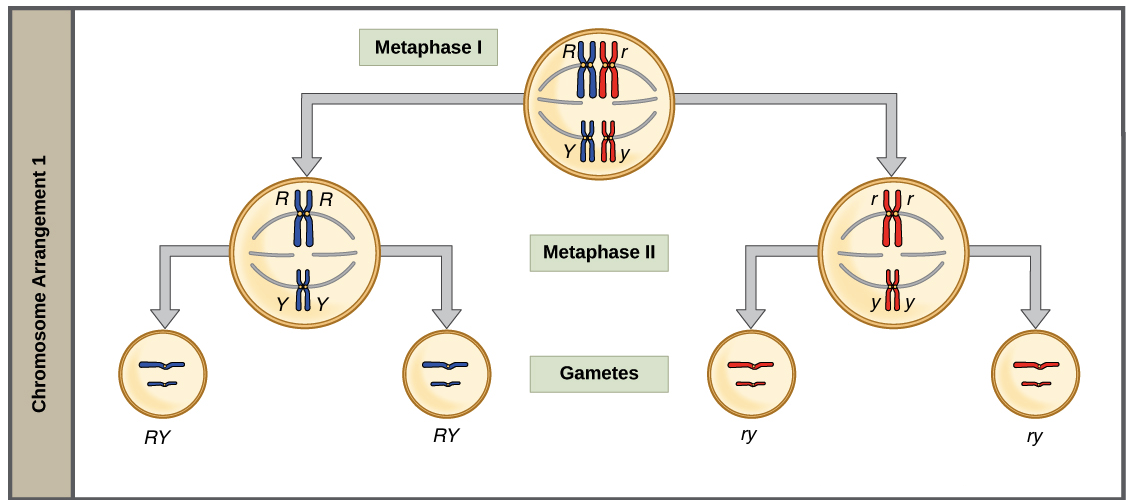 Chromosome Arrangement 1
Metaphase I
R r
Y y
R R
r r
Metaphase II
Y Y
y y
Gametes
RY
RY
ry
ry